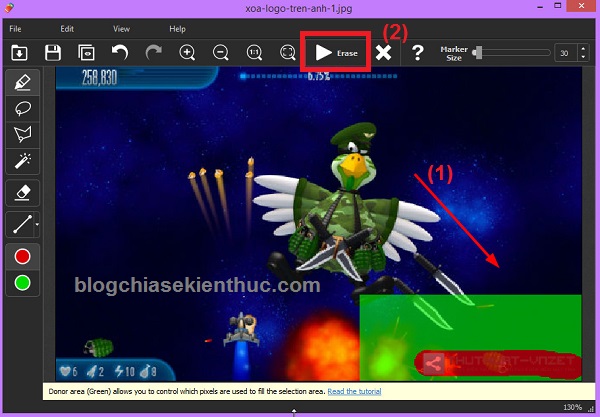 xoa-logo-tren-anh-1.jpg
File Edit View Help
1:1 Erase (2) ? Marker Size 30
258,830
6.75%
(1)
blogchiasekienthuc.com
6 2 10 8
Donor area (Green) allows you to control which pixels are used to fill the selection area. Read the tutorial
130%